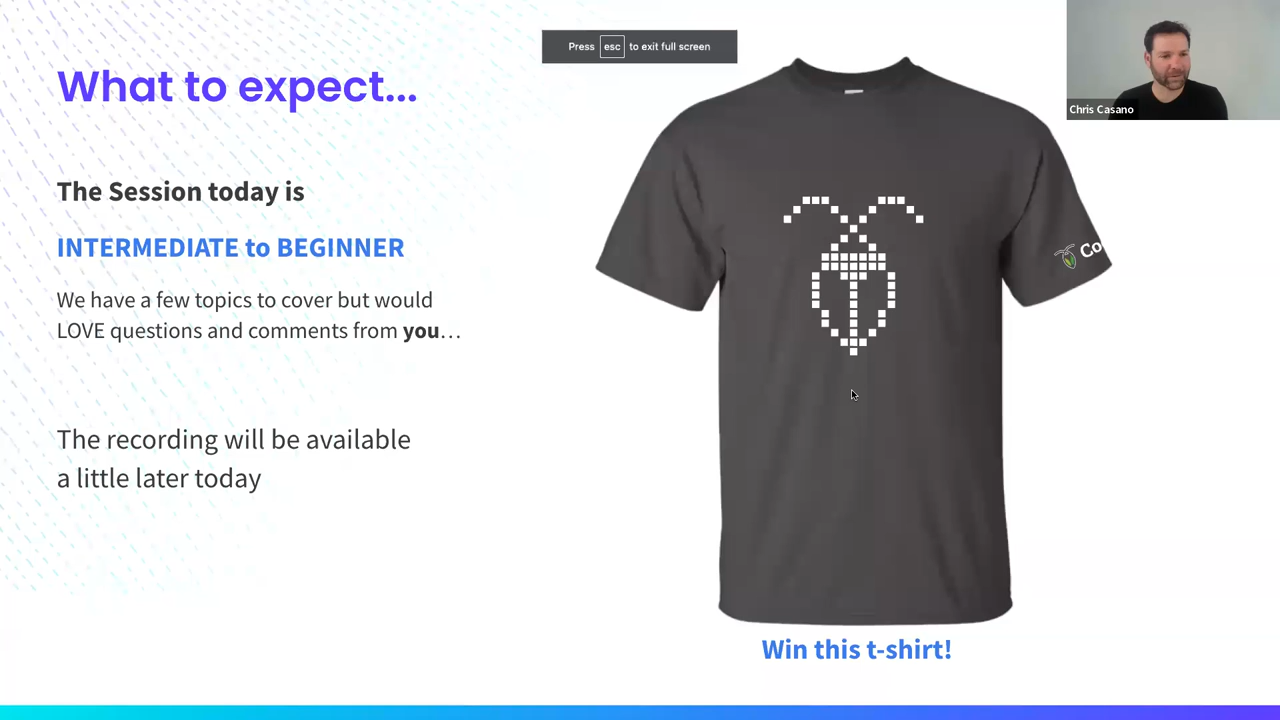 Press esc to exit full screen
What to expect...
Chris Casano
The Session today is
INTERMEDIATE to BEGINNER
We have a few topics to cover but would
LOVE questions and comments from you...
The recording will be available
a little later today
Co
Win this t-shirt!